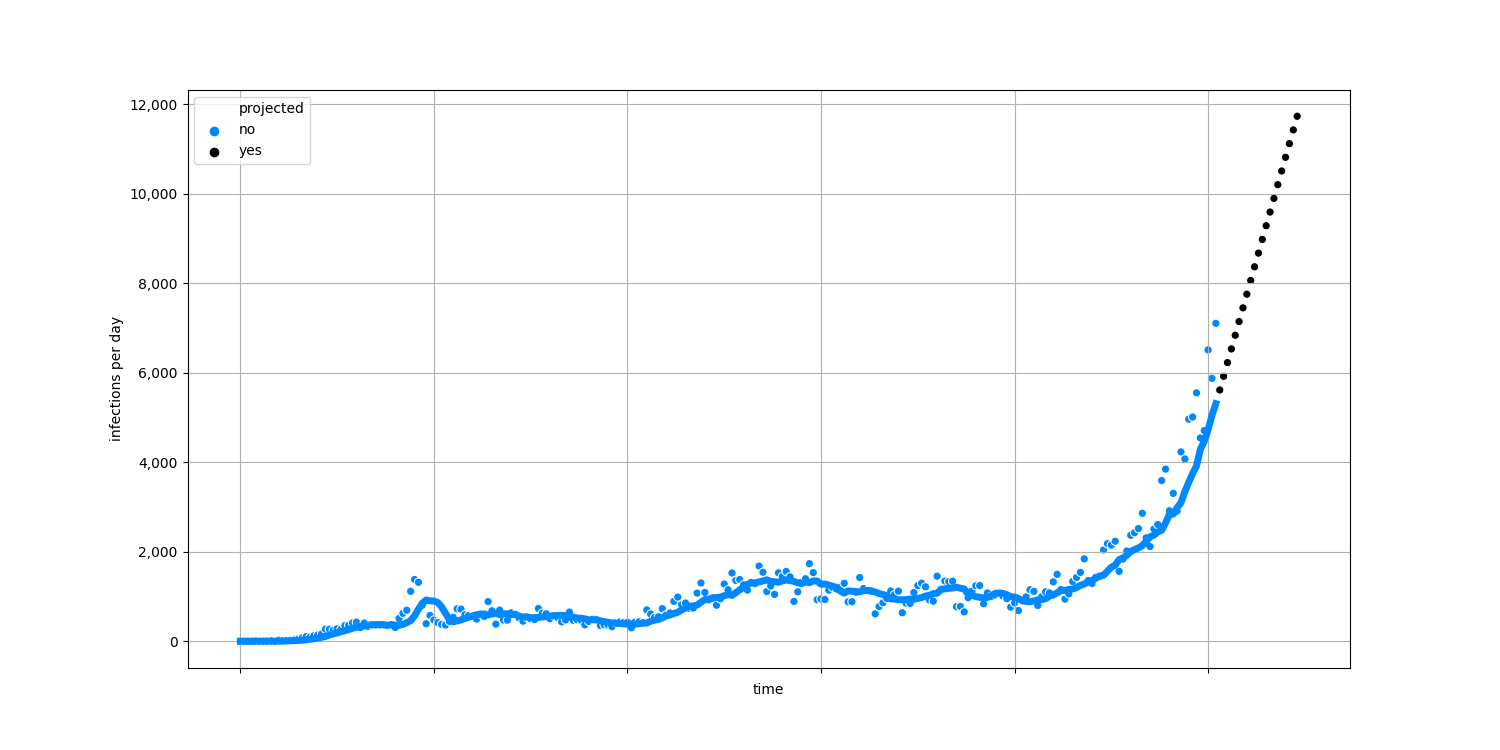 12,000
10,000
8,000
6,000
4,000
2,000
0
infections per day
time
projected
no
yes